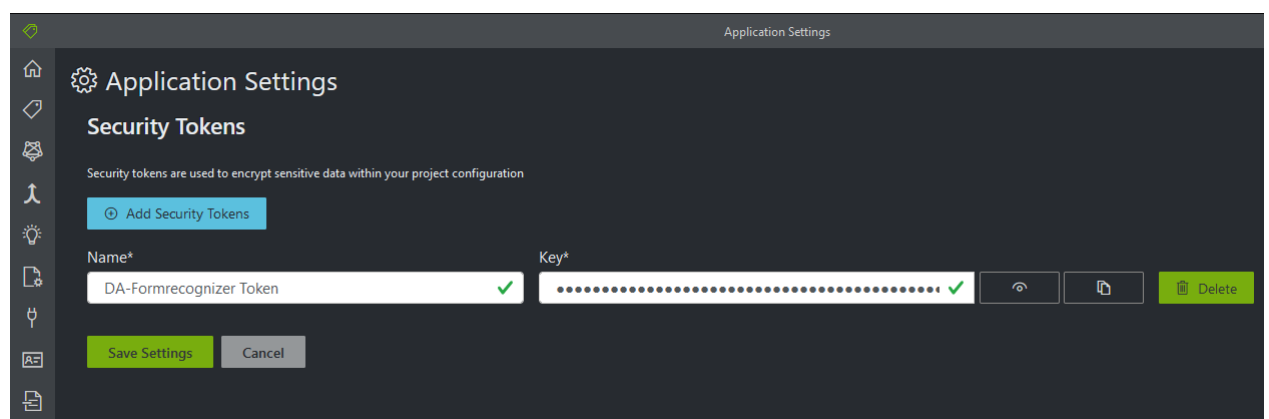 Application Settings
Application Settings
Security Tokens
Security tokens are used to encrypt sensitive data within your project configuration
Add Security Tokens
Name* Key*
DA-Formrecognizer Token ●●●●●●●●●●●●●●●●●●●●●●●●●●●●●●●●●●●●●●●●●●● Delete
Save Settings Cancel